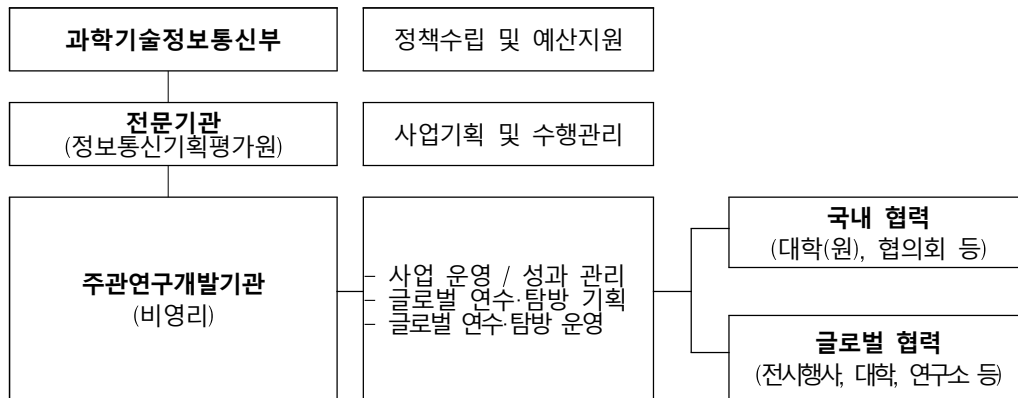 과학기술정보통신부
정책수립 및 예산지원
전문기관
(정보통신기획평가원)
사업기획 및 수행관리
주관연구개발기관
(비영리)
- 사업 운영 / 성과 관리
- 글로벌 연수·탐방 기획
- 글로벌 연수·탐방 운영
국내 협력
(대학(원), 협의회 등)
글로벌 협력
(전시행사, 대학, 연구소 등)